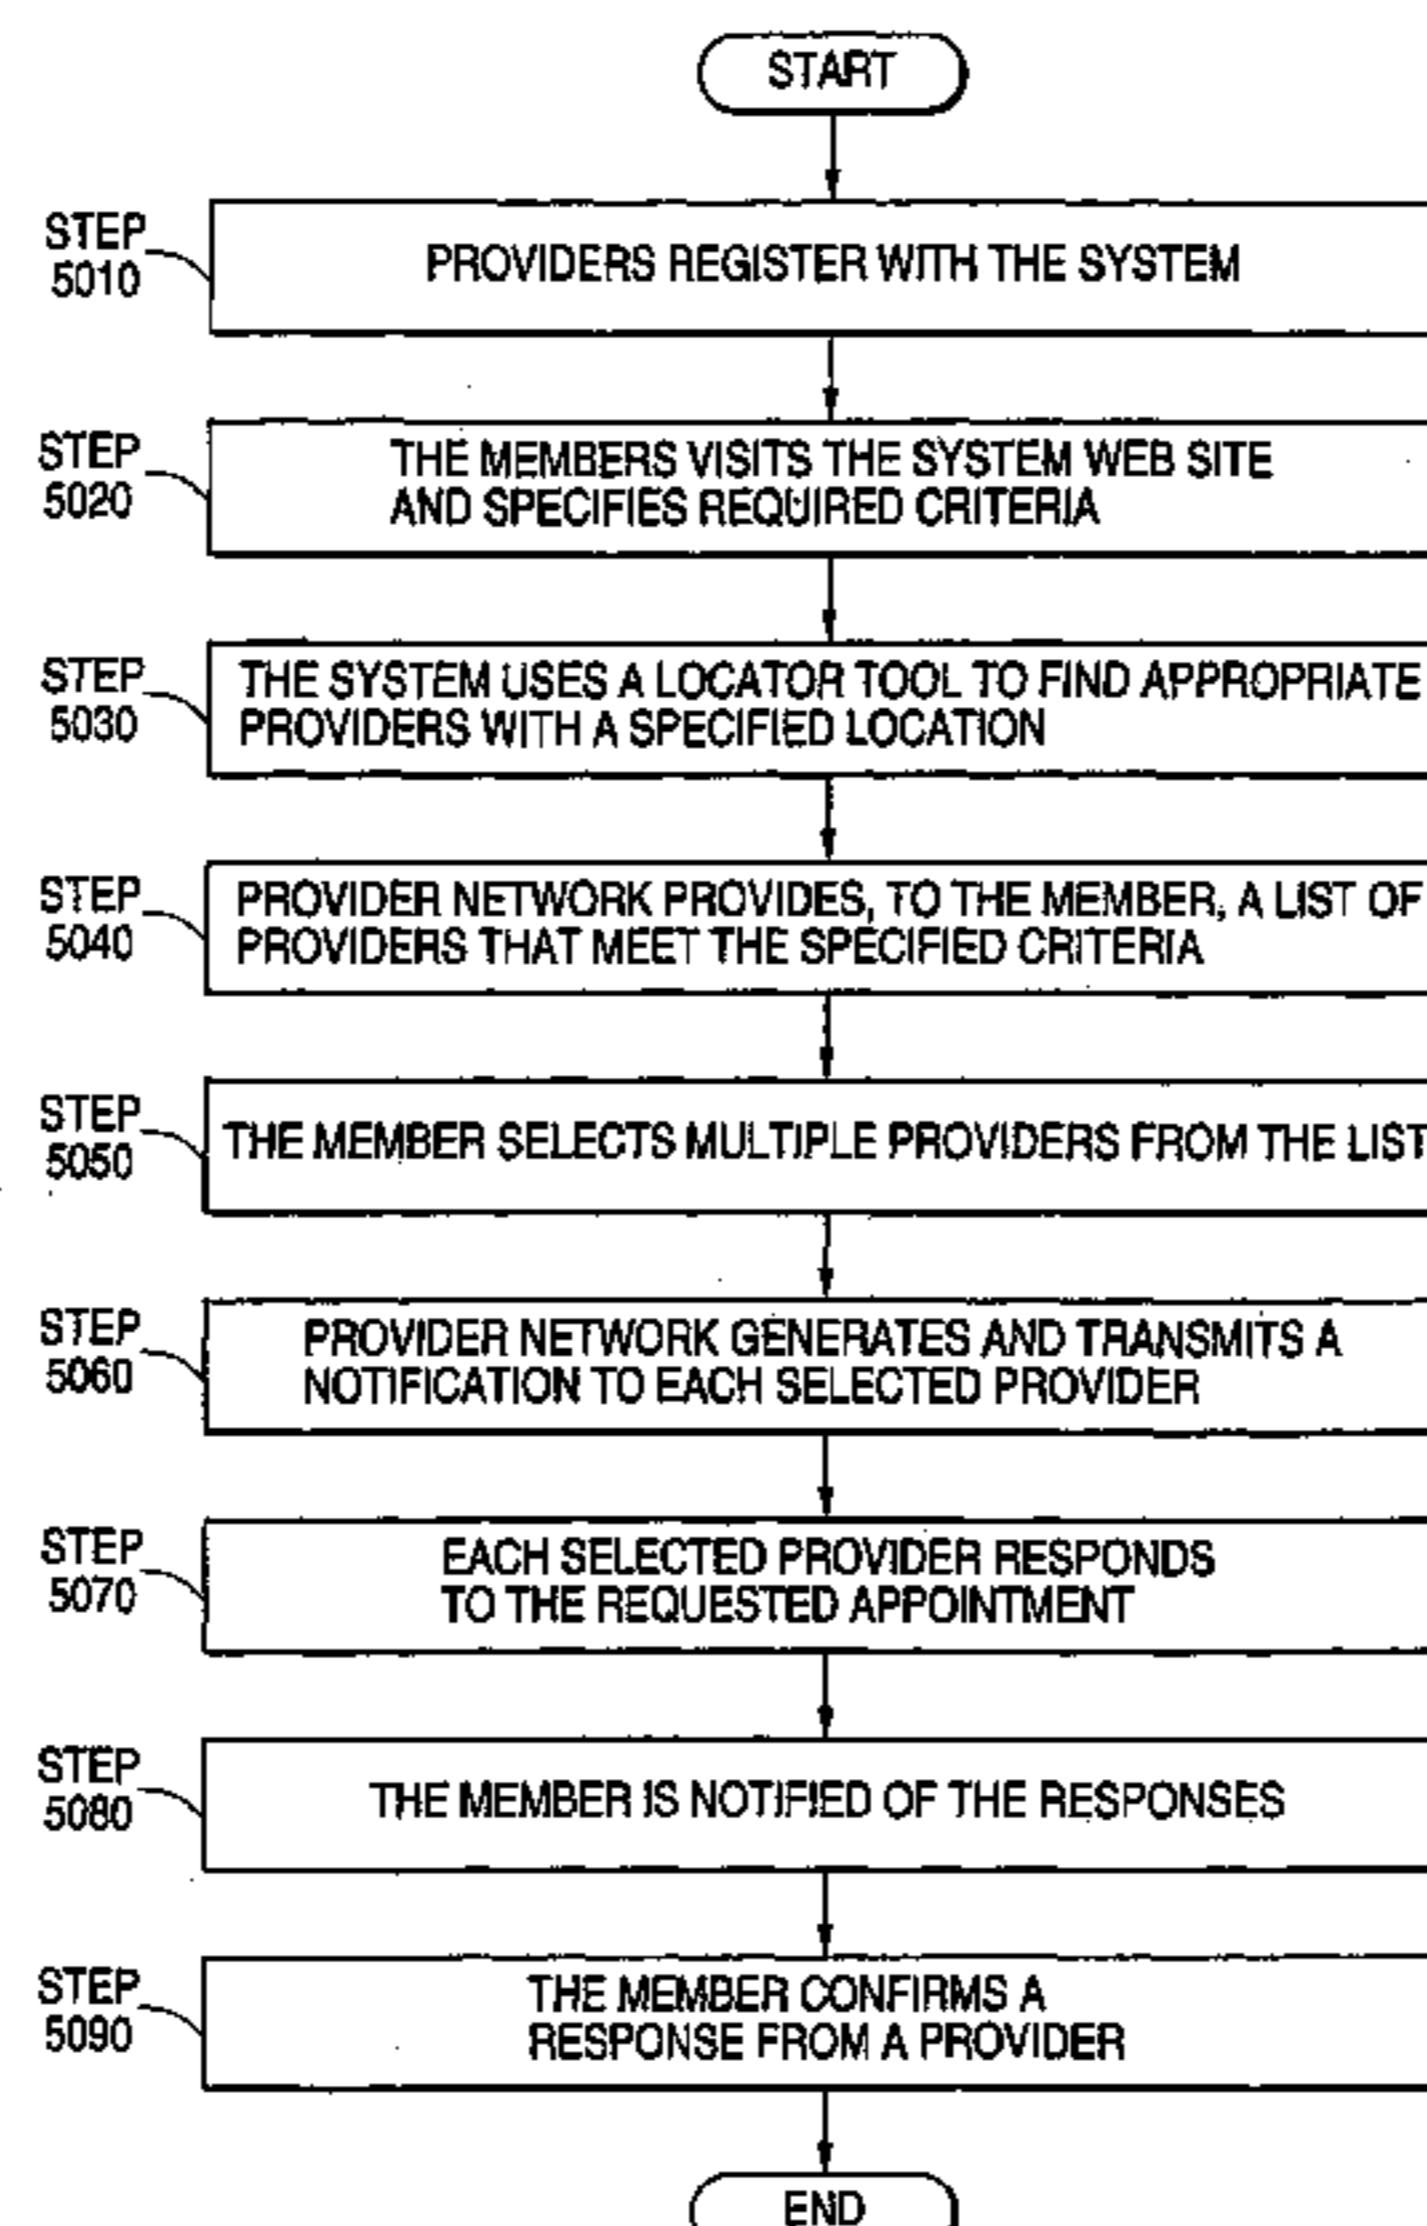 START
STEP
5010
PROVIDERS REGISTER WITH THE SYSTEM
STEP
5020
THE MEMBERS VISITS THE SYSTEM WEB SITE
AND SPECIFIES REQUIRED CRITERIA
STEP
5030
THE SYSTEM USES A LOCATOR TOOL TO FIND APPROPRIATE
PROVIDERS WITH A SPECIFIED LOCATION
STEP
5040
PROVIDER NETWORK PROVIDES, TO THE MEMBER, A LIST OF
PROVIDERS THAT MEET THE SPECIFIED CRITERIA
STEP
5050
THE MEMBER SELECTS MULTIPLE PROVIDERS FROM THE LIST
STEP
5060
PROVIDER NETWORK GENERATES AND TRANSMITS A
NOTIFICATION TO EACH SELECTED PROVIDER
STEP
5070
EACH SELECTED PROVIDER RESPONDS
TO THE REQUESTED APPOINTMENT
STEP
5080
THE MEMBER IS NOTIFIED OF THE RESPONSES
STEP
5090
THE MEMBER CONFIRMS A
RESPONSE FROM A PROVIDER
END